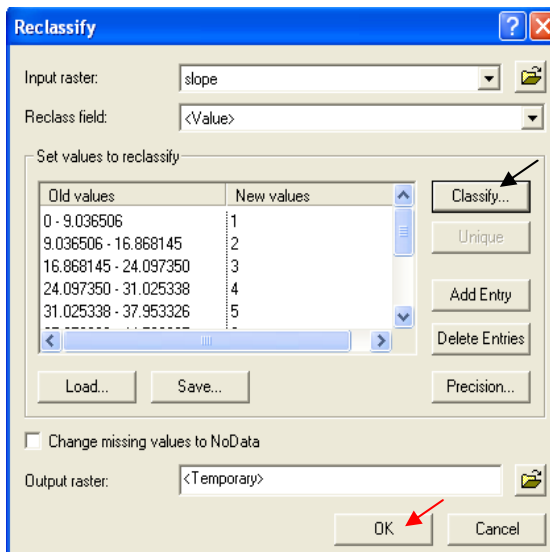 Reclassify
Input raster: slope
Reclass field: <Value>
Set values to reclassify
Old values New values
0 - 9.036506 1
9.036506 - 16.868145 2
16.868145 - 24.097350 3
24.097350 - 31.025338 4
31.025338 - 37.953326 5
Classify...
Unique
Add Entry
Delete Entries
Load... Save... Precision...
Change missing values to NoData
Output raster: <Temporary>
OK Cancel